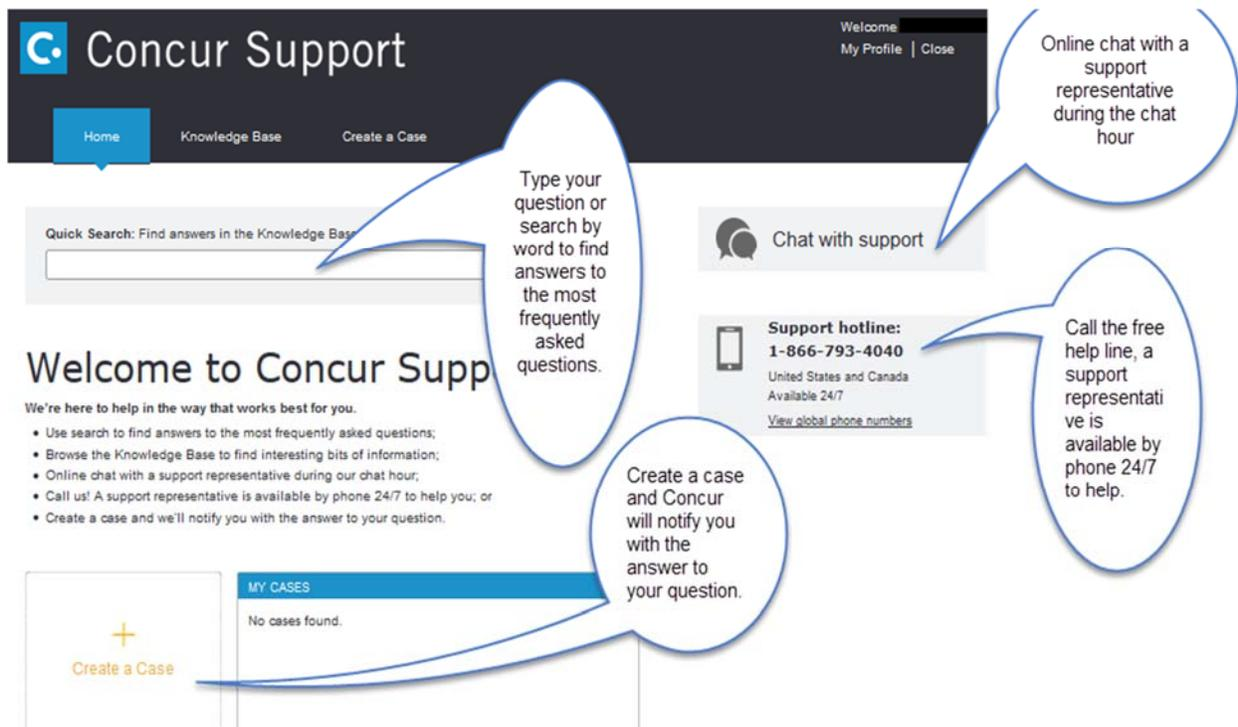 C.
Concur Support
Welcome
My Profile | Close
Home
Knowledge Base
Create a Case
Online chat with a
support
representative
during the chat
hour
Quick Search: Find answers in the Knowledge Base
Type your
question or
search by
word to find
answers to
the most
frequently
asked
questions.
Chat with support
Support hotline:
1-866-793-4040
United States and Canada
Available 24/7
View global phone numbers
Call the free
help line, a
support
representati
ve is
available by
phone 24/7
to help.
Welcome to Concur Supp
We're here to help in the way that works best for you.
• Use search to find answers to the most frequently asked questions;
• Browse the Knowledge Base to find interesting bits of information;
• Online chat with a support representative during our chat hour;
• Call us! A support representative is available by phone 24/7 to help you; or
• Create a case and we'll notify you with the answer to your question.
Create a case
and Concur
will notify you
with the
answer to
your question.
+
Create a Case
MY CASES
No cases found.